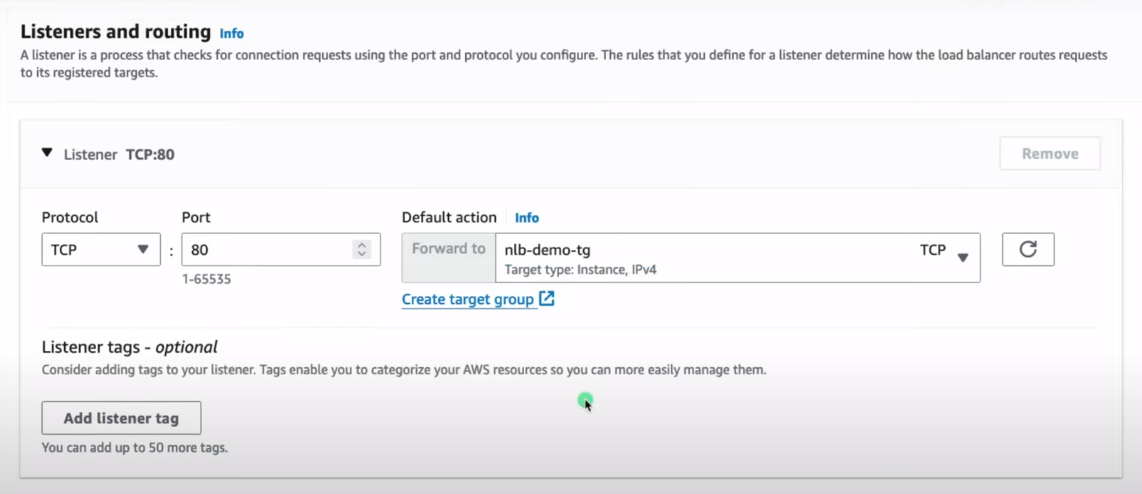 Listeners and routing Info
A listener is a process that checks for connection requests using the port and protocol you configure. The rules that you define for a listener determine how the load balancer routes requests
to its registered targets.
Listener TCP:80
Remove
Protocol
Port
Default action Info
TCP
:
80
Forward to
nlb-demo-tg
TCP
Target type: Instance, IPv4
1-65535
Create target group
Listener tags - optional
Consider adding tags to your listener. Tags enable you to categorize your AWS resources so you can more easily manage them.
Add listener tag
You can add up to 50 more tags.